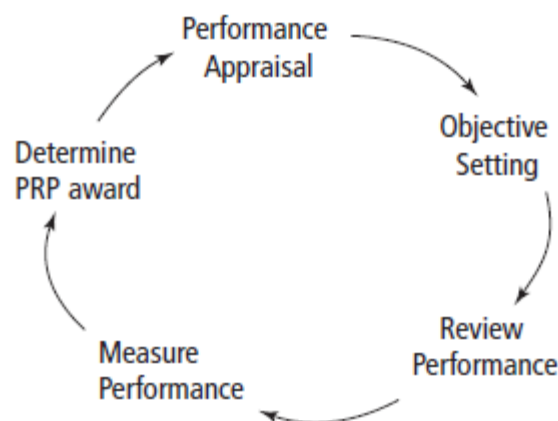 Performance
Appraisal
Objective
Setting
Review
Performance
Measure
Performance
Determine
PRP award